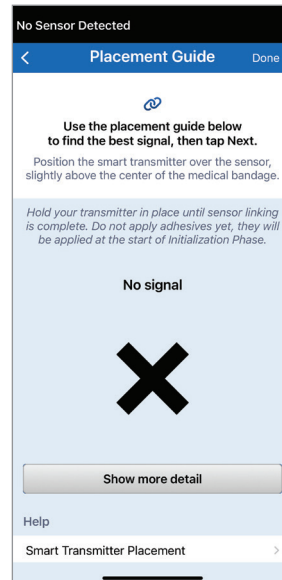 No Sensor Detected
Placement Guide Done
Use the placement guide below
to find the best signal, then tap Next.
Position the smart transmitter over the sensor,
slightly above the center of the medical bandage.
Hold your transmitter in place until sensor linking
is complete. Do not apply adhesives yet, they will
be applied at the start of Initialization Phase.
No signal
Show more detail
Help
Smart Transmitter Placement